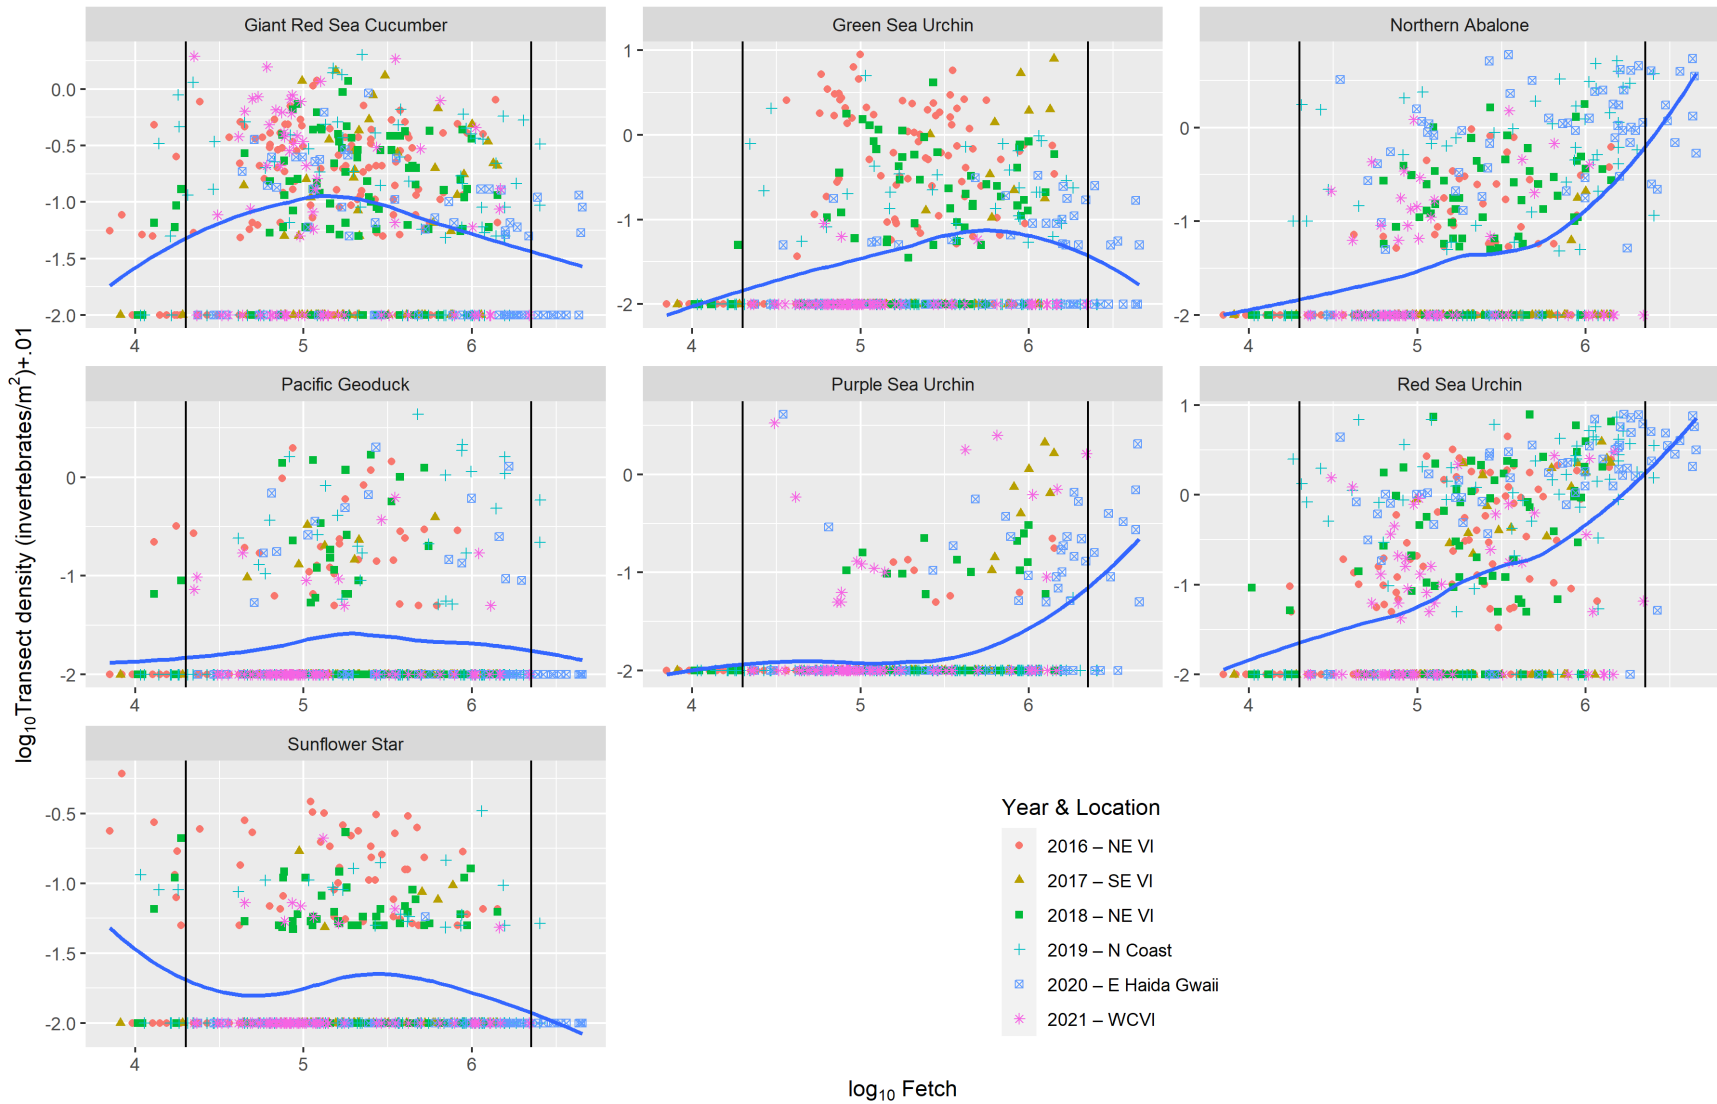 Giant Red Sea Cucumber
Green Sea Urchin
Northern Abalone
0.0
-0.5
-1.0
-1.5
-2.0
4
5
6
1
0
-1
-2
4
5
6
0
-1
-2
4
5
6
Pacific Geoduck
Purple Sea Urchin
Red Sea Urchin
0
-1
-2
4
5
6
0
-1
-2
4
5
6
1
0
-1
-2
4
5
6
Sunflower Star
-0.5
-1.0
-1.5
-2.0
4
5
6
log₁₀Transect density (invertebrates/m²)+.01
log₁₀ Fetch
Year & Location
2016 – NE VI
2017 – SE VI
2018 – NE VI
2019 – N Coast
2020 – E Haida Gwaii
2021 – WCVI